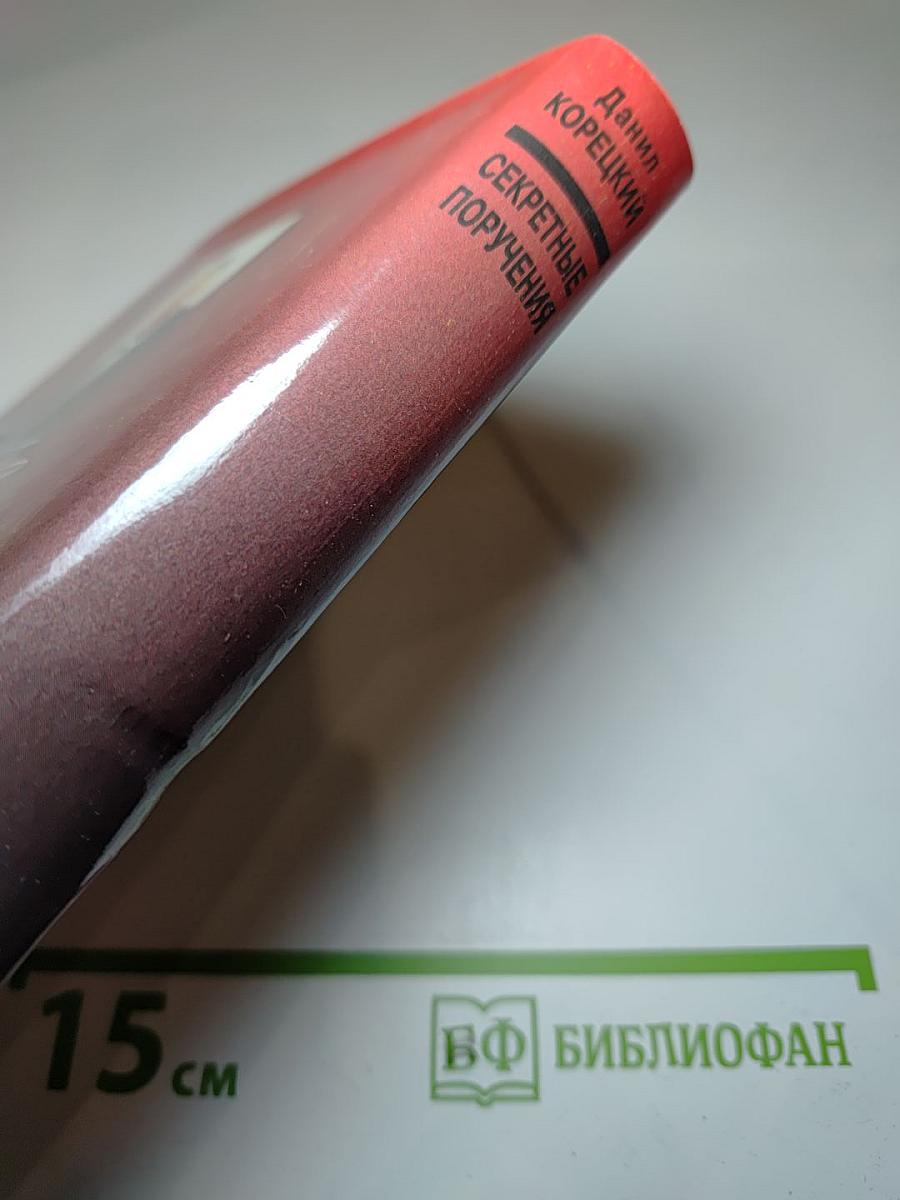 Данил
КОРЕЦКИЙ
СЕКРЕТНЫЕ
ПОРУЧЕНИЯ
15 см
БФ БИБЛИОФАН